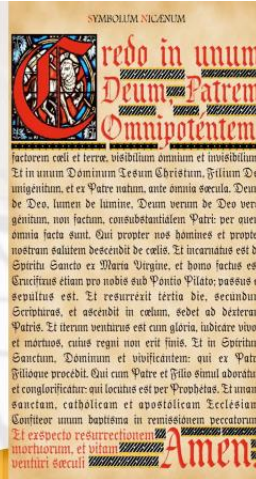 SYMBOLUM NICÆNUM
Credo in unum
Deum, Patrem
Omnipoténtem
factorem cæli et terræ, visibílium ómnium et invisibílium
Et in unum Dóminum Iesum Christum, Fílium De
unigénitum, et ex Patre natum, ante ómnia sæcula. Deum
de Deo, lumen de lúmine, Deum verum de Deo vero
génitum, non factum, consubstantiálem Patri: per quem
ómnia facta sunt. Qui propter nos hómines et propter
nostram salútem descéndit de cælis. Et incarnátus est de
Spíritu Sancto ex María Vírgine, et homo factus est
Crucifíxus étiam pro nobis sub Póntio Piláto; passus et
sepúltus est. Et resurréxit tértia die, secúndum
Scriptúras, et ascéndit in cælum, sedet ad déxteram
Patris. Et íterum ventúrus est cum glória, iudicáre vivos
et mórtuos, cuius regni non erit finis. Et in Spíritum
Sanctum, Dóminum et vivificántem: qui ex Patre
Filióque procédit. Qui cum Patre et Fílio simul adorátur
et conglorificátur: qui locútus est per Prophétas. Et unam
sanctam, cathólicam et apostólicam Ecclésiam
Confíteor unum baptísma in remissiónem peccatórum
Et exspecto resurrectionem
mortuorum, et vitam
ventúri sæculi
Amen.